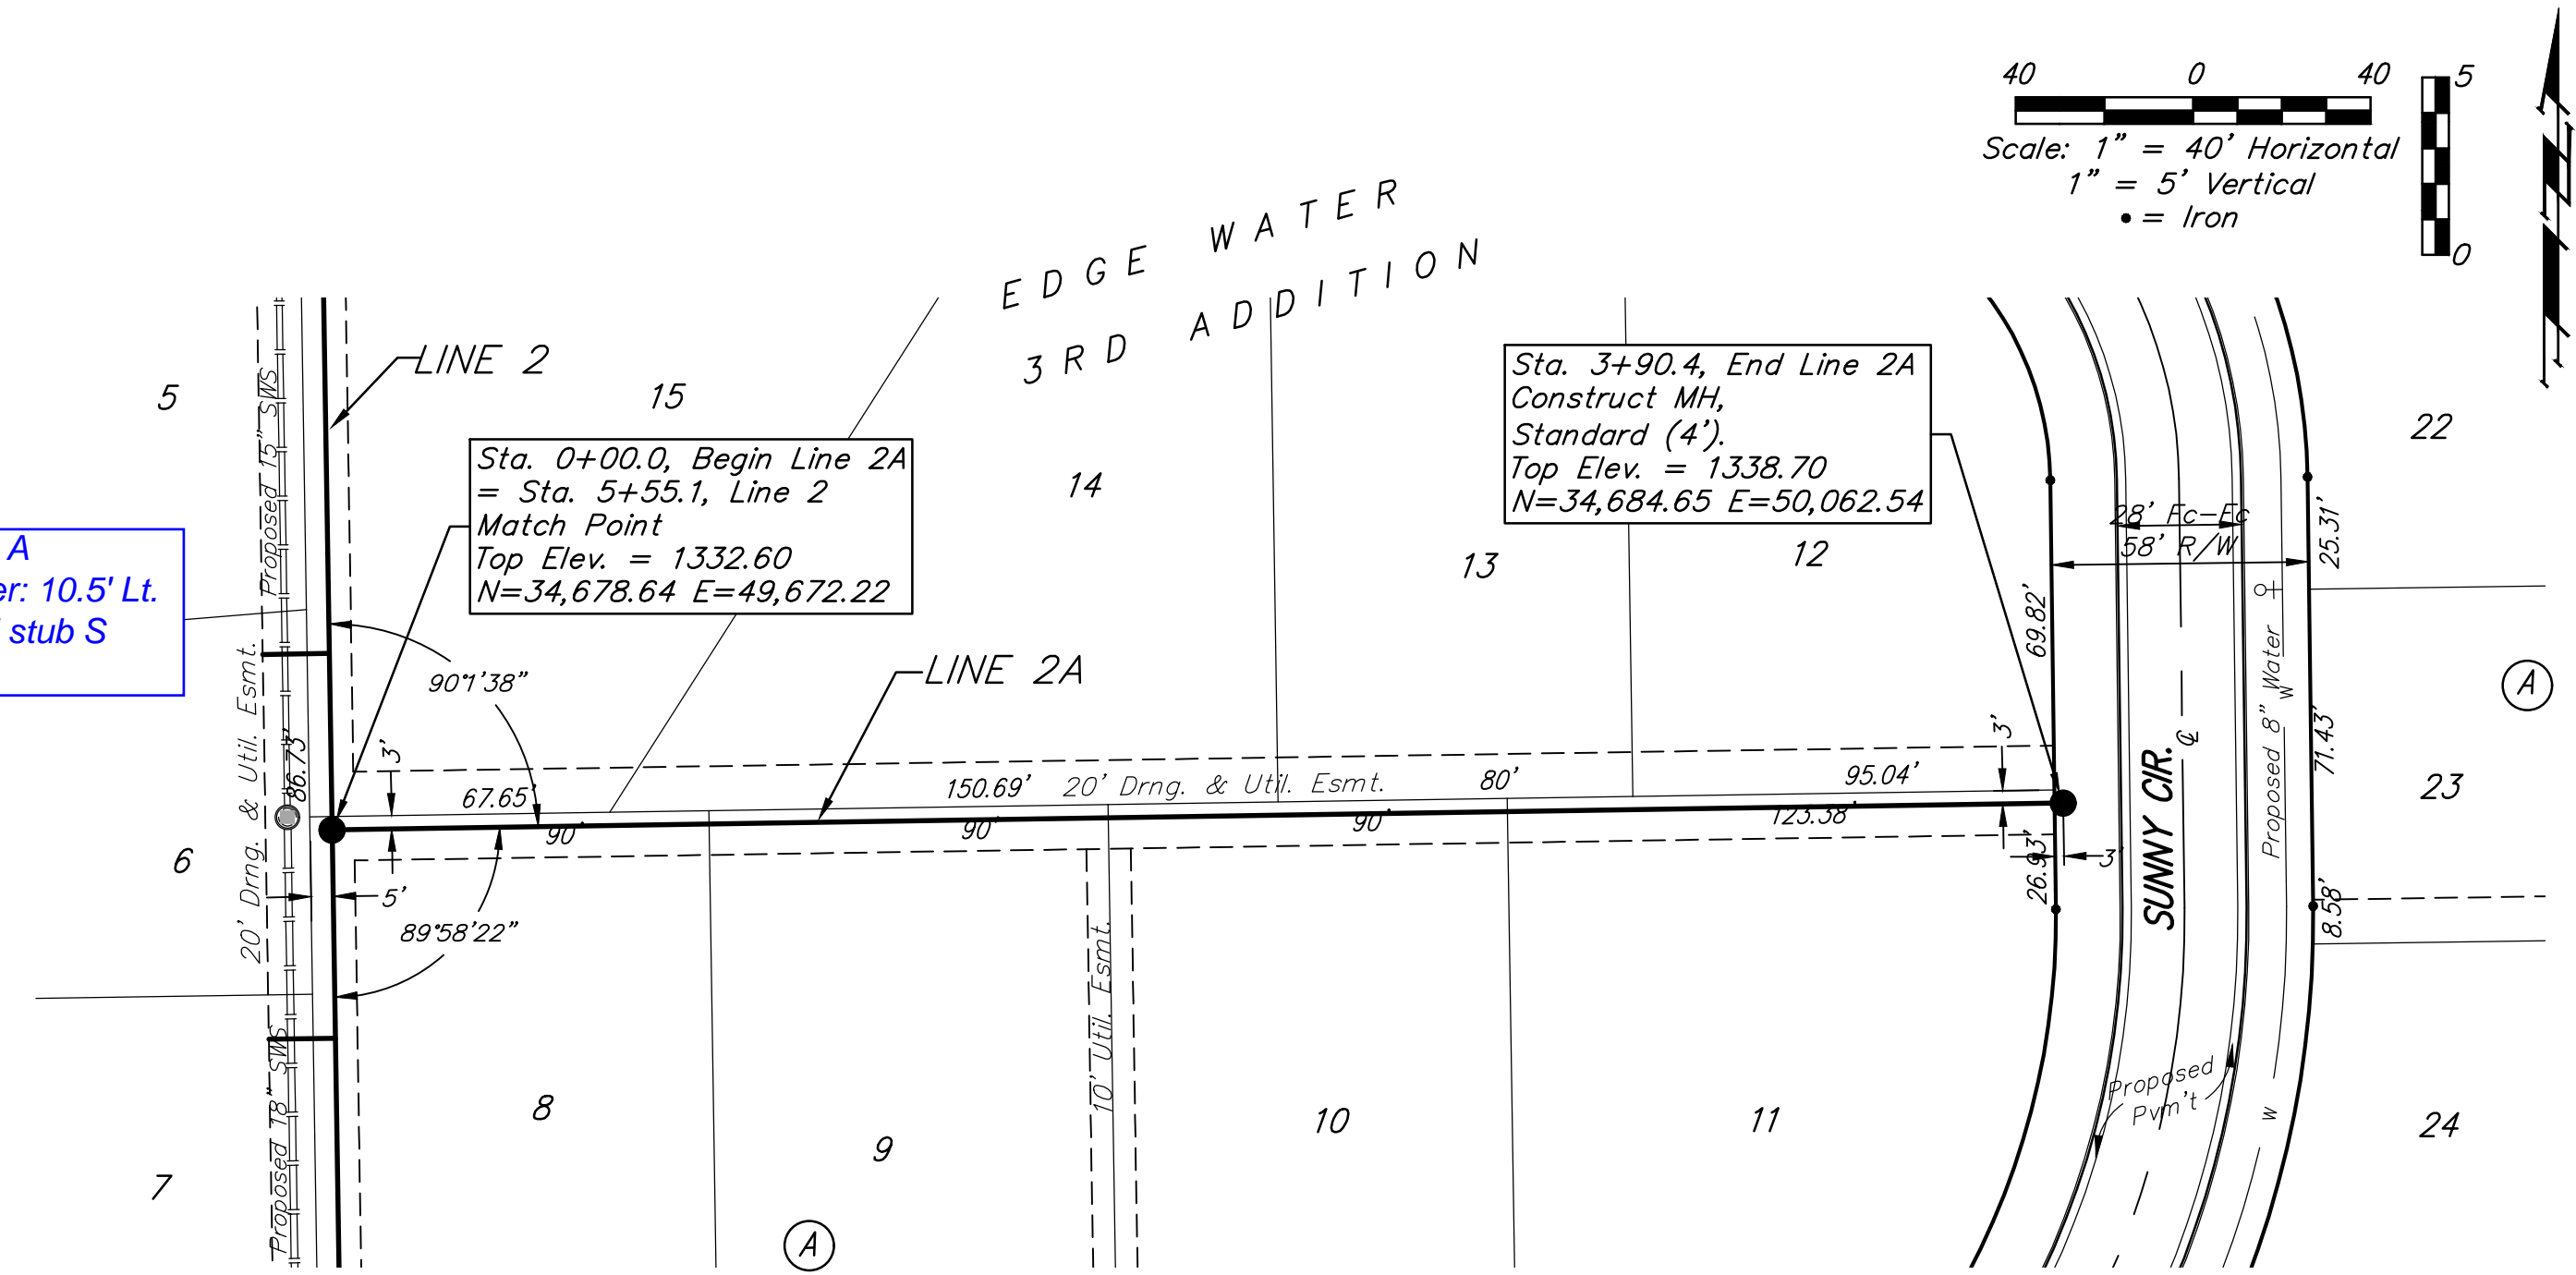 40 0 40
5
Scale: 1" = 40' Horizontal
1" = 5' Vertical
• = Iron
0
EDGE WATER
3RD ADDITION
LINE 2
5
15
14
13
12
22
Sta. 0+00.0, Begin Line 2A
= Sta. 5+55.1, Line 2
Match Point
Top Elev. = 1332.60
N=34,678.64 E=49,672.22
Sta. 3+90.4, End Line 2A
Construct MH,
Standard (4').
Top Elev. = 1338.70
N=34,684.65 E=50,062.54
A
er: 10.5' Lt.
stub S
Proposed 15" SWS
20' Drng. & Util. Esmt.
86.73'
90°1'38"
LINE 2A
28' Fc-Fc
58' R/W
25.31'
69.82'
Proposed 8" Water
W
W
71.43'
A
3'
67.65'
150.69'
20' Drng. & Util. Esmt.
80'
95.04'
3'
90'
90'
90'
123.38'
SUNNY CIR.
℄
23
6
5'
89°58'22"
26.93'
3'
8.58'
10' Util. Esmt.
Proposed 18" SWS
7
8
9
10
11
Proposed
Pvm't
24
A